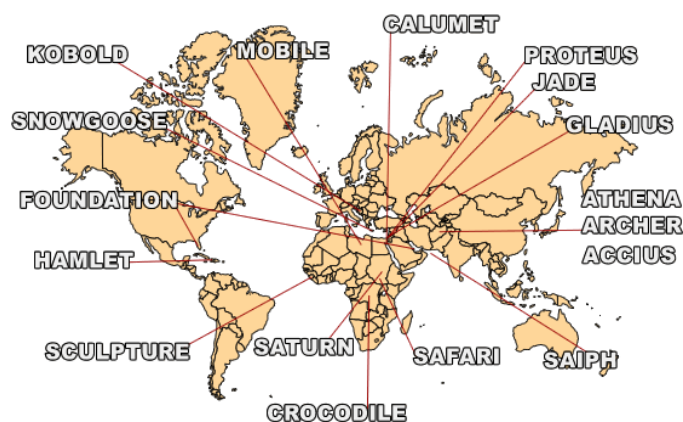 CALUMET
KOBOLD
MOBILE
PROTEUS
JADE
SNOWGOOSE
GLADIUS
FOUNDATION
ATHENA
ARCHER
ACCIUS
HAMLET
SCULPTURE
SATURN
SAFARI
SAIPH
CROCODILE